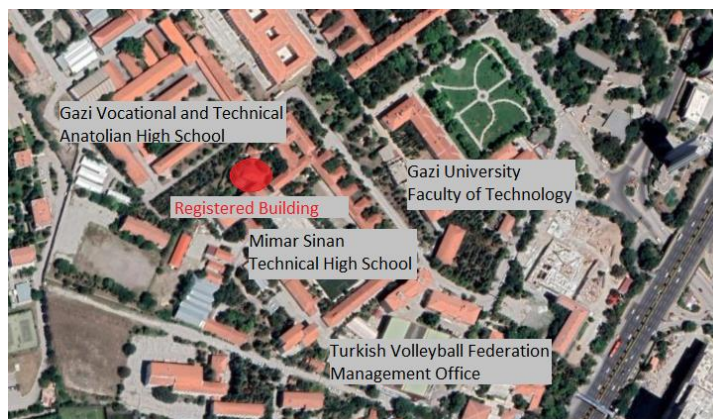 Gazi Vocational and Technical
Anatolian High School
Gazi University
Faculty of Technology
Registered Building
Mimar Sinan
Technical High School
Turkish Volleyball Federation
Management Office